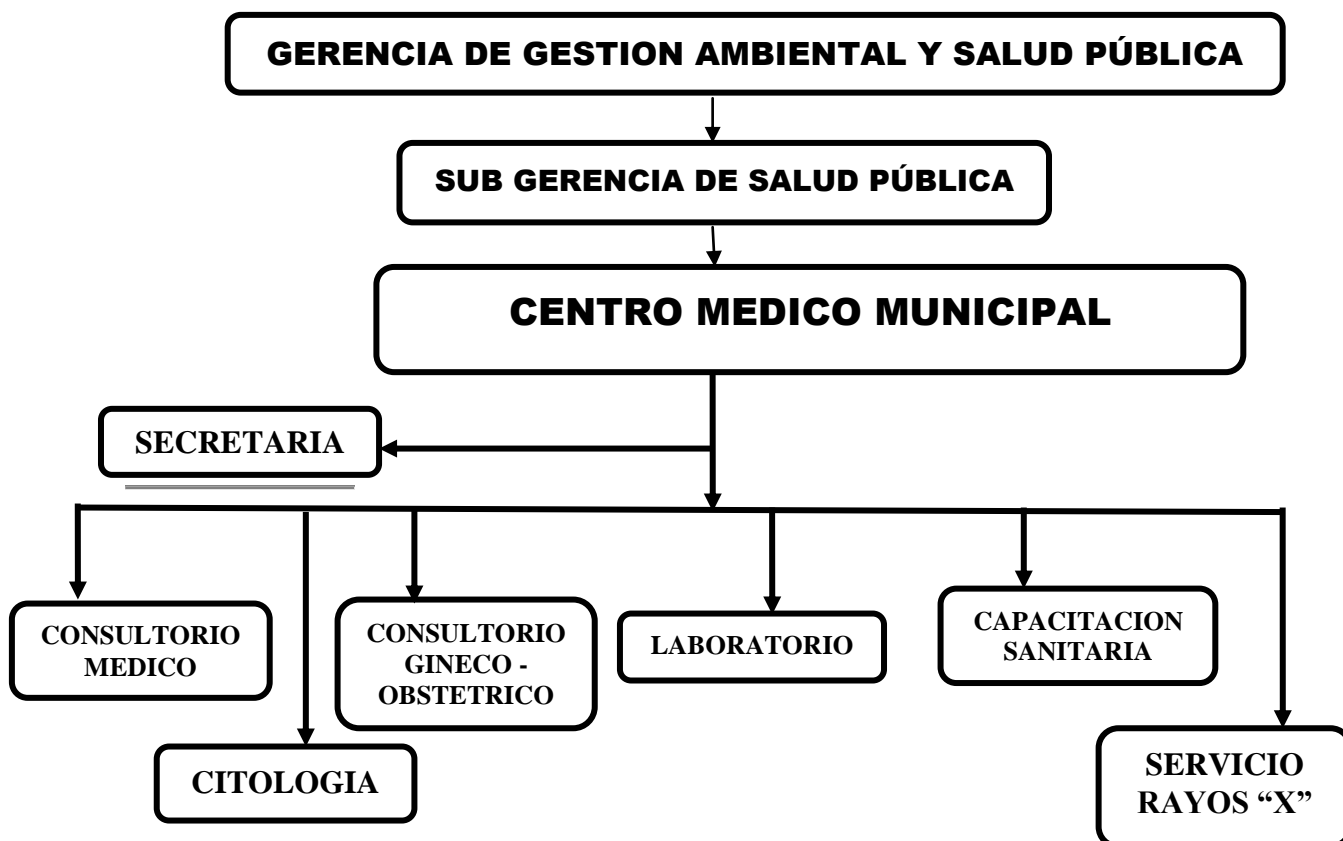 GERENCIA DE GESTION AMBIENTAL Y SALUD PÚBLICA
SUB GERENCIA DE SALUD PÚBLICA
CENTRO MEDICO MUNICIPAL
SECRETARIA
CONSULTORIO
MEDICO
CITOLOGIA
CONSULTORIO
GINECO -
OBSTETRICO
LABORATORIO
CAPACITACION
SANITARIA
SERVICIO
RAYOS “X”